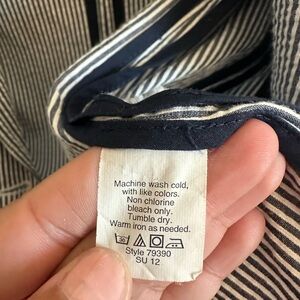 Machine wash cold,
with like colors.
Non chlorine
bleach only.
Tumble dry.
Warm iron as needed.
Style 79390
SU 12